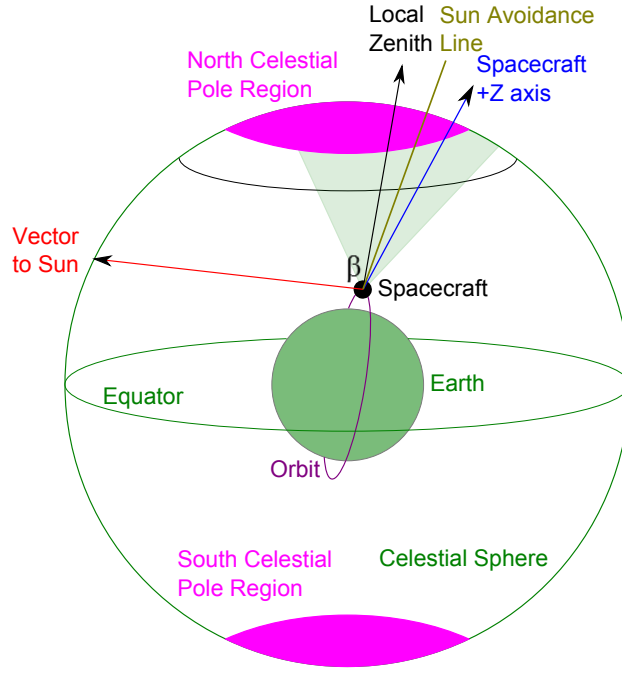 Local
Zenith
Sun Avoidance
Line
North Celestial
Pole Region
Spacecraft
+Z axis
Vector
to Sun
β
Spacecraft
Equator
Earth
Orbit
South Celestial
Pole Region
Celestial Sphere